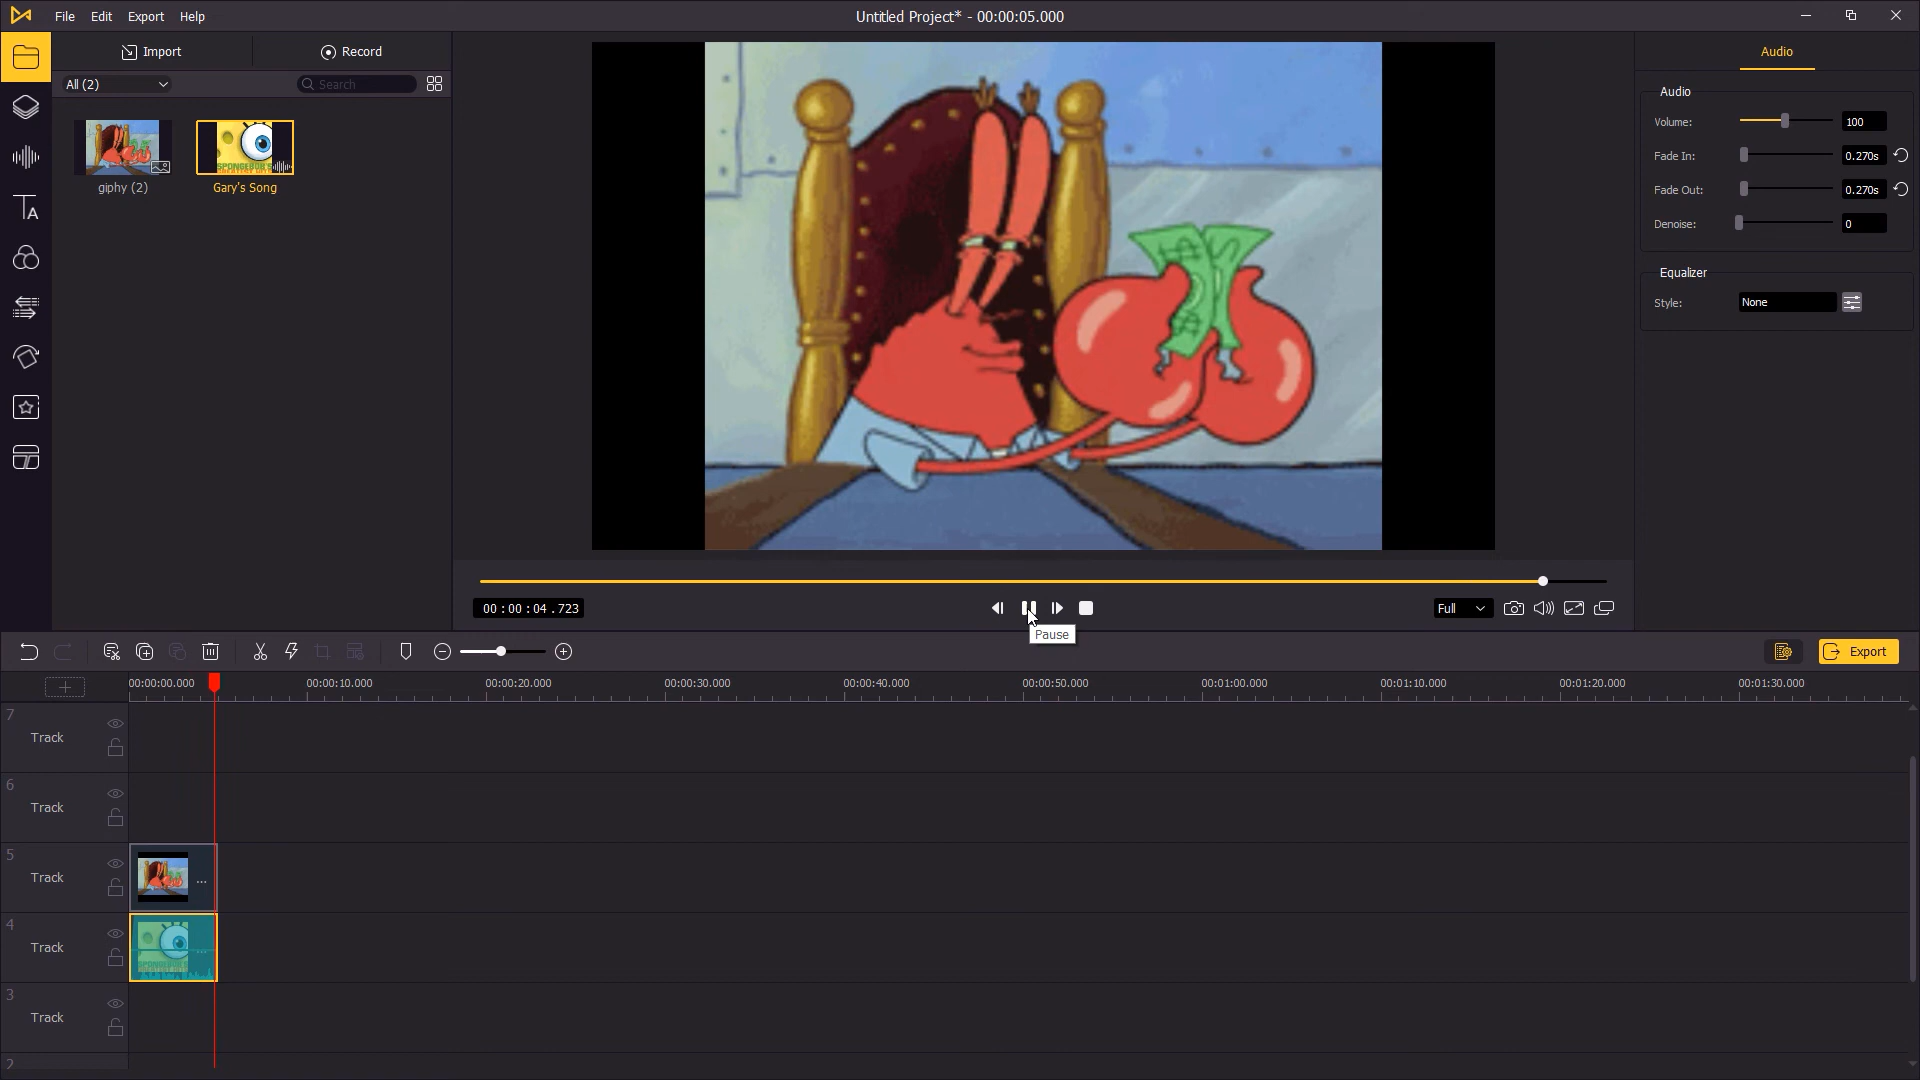 File Edit Export Help
Untitled Project* - 00:00:05.000
Import Record
All (2) Search
giphy (2) Gary's Song
SPONGEBOB'S
Audio
Audio
Volume: 100
Fade In: 0.270s
Fade Out: 0.270s
Denoise: 0
Equalizer
Style: None
00 : 00 : 04 . 723
Full
Pause
Export
00:00:00.000 00:00:10.000 00:00:20.000 00:00:30.000 00:00:40.000 00:00:50.000 00:01:00.000 00:01:10.000 00:01:20.000 00:01:30.000
7
Track
6
Track
5
Track
...
4
Track
3
Track
2